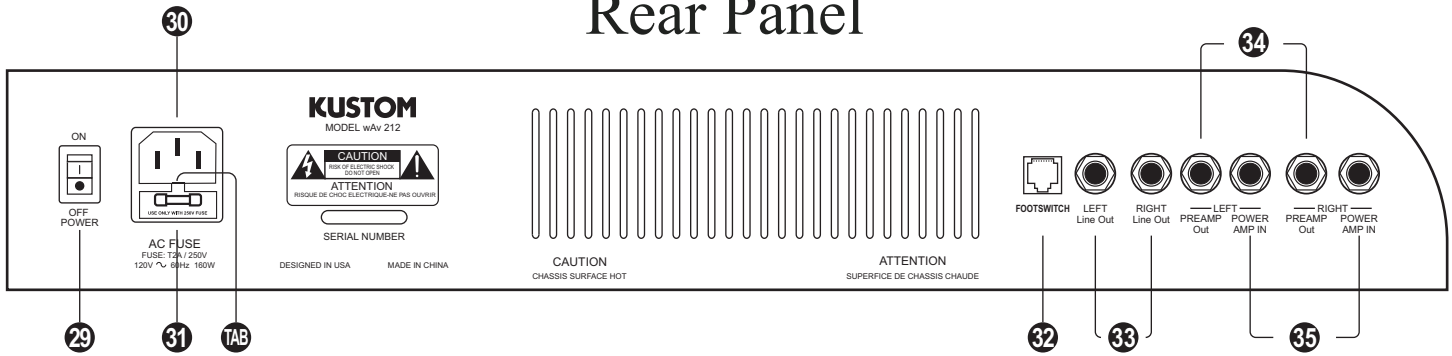 Rear Panel
30
34
ON
OFF
POWER
USE ONLY WITH 250V FUSE
AC FUSE
FUSE: T2A / 250V
120V ~ 60Hz 160W
KUSTOM
MODEL wAv 212
CAUTION
RISK OF ELECTRIC SHOCK
DO NOT OPEN
ATTENTION
RISQUE DE CHOC ELECTRIQUE-NE PAS OUVRIR
SERIAL NUMBER
DESIGNED IN USA MADE IN CHINA
CAUTION
CHASSIS SURFACE HOT
ATTENTION
SUPERFICE DE CHASSIS CHAUDE
FOOTSWITCH
LEFT
Line Out
RIGHT
Line Out
LEFT
PREAMP
Out
POWER
AMP IN
RIGHT
PREAMP
Out
POWER
AMP IN
29
31
TAB
32
33
35